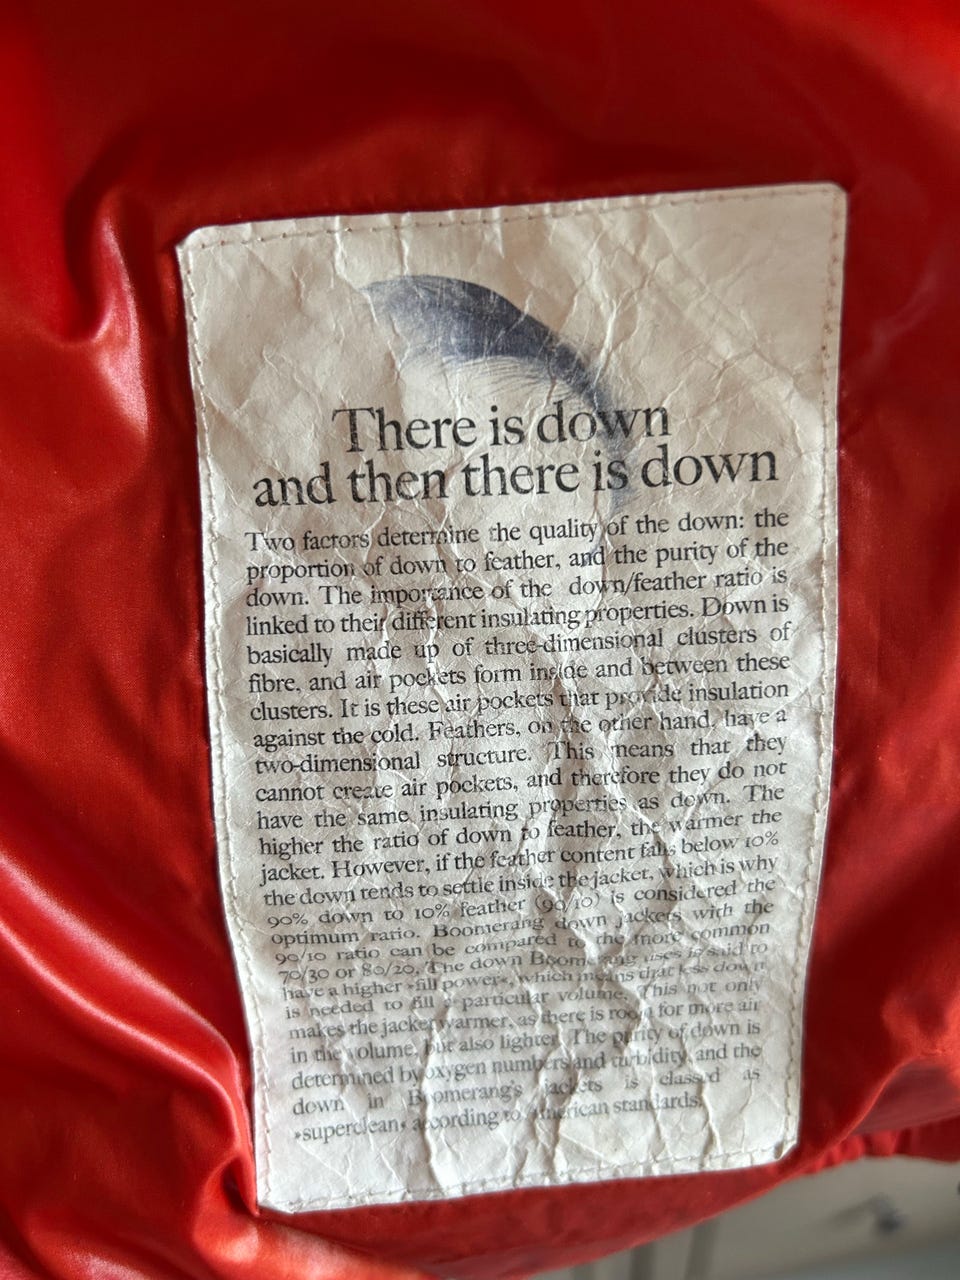 There is down
and then there is down
Two factors determine the quality of the down: the
proportion of down to feather, and the purity of the
down. The importance of the down/feather ratio is
linked to their different insulating properties. Down is
basically made up of three-dimensional clusters of
fibre, and air pockets form inside and between these
clusters. It is these air pockets that provide insulation
against the cold. Feathers, on the other hand, have a
two-dimensional structure. This means that they
cannot create air pockets, and therefore they do not
have the same insulating properties as down. The
higher the ratio of down to feather, the warmer the
jacket. However, if the feather content falls below 10%
the down tends to settle inside the jacket, which is why
90% down to 10% feather (90/10) is considered the
optimum ratio. Boomerang down jackets with the
90/10 ratio can be compared to the more common
70/30 or 80/20. The down Boomerang uses is said to
have a higher »fill power«, which means that less down
is needed to fill a particular volume. This not only
makes the jacket warmer, as there is room for more air
in the volume, but also lighter. The purity of down is
determined by oxygen numbers and turbidity, and the
down in Boomerang's jackets is classed as
»superclean« according to American standards.